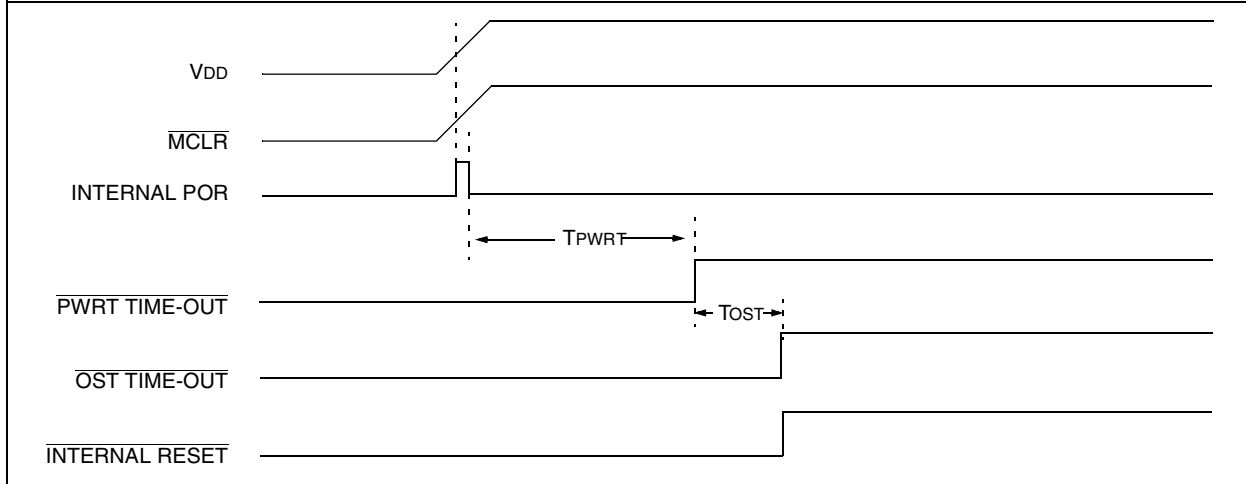 VDD
MCLR
INTERNAL POR
TPWRT
PWRT TIME-OUT
TOST
OST TIME-OUT
INTERNAL RESET